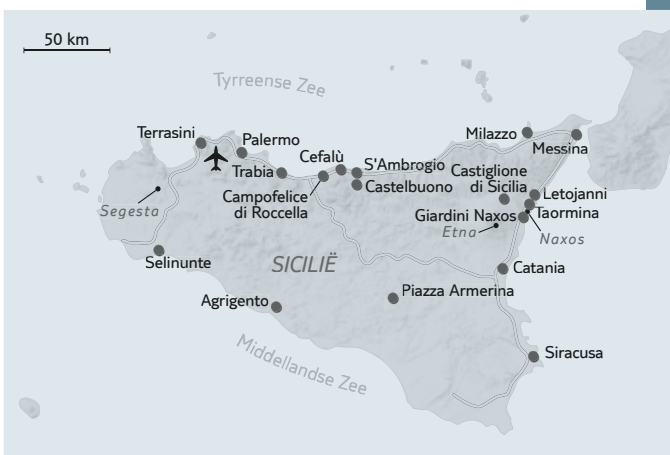 50 km
Tyrreense Zee
Terrasini
Palermo
Milazzo
Messina
Cefalù
S'Ambrogio
Trabia
Castelbuono
Castiglione
di Sicilia
Campofelice
di Roccella
Letojanni
Taormina
Segesta
Giardini Naxos
Etna
Naxos
Selinunte
SICILIË
Catania
Agrigento
Piazza Armerina
Middellandse Zee
Siracusa